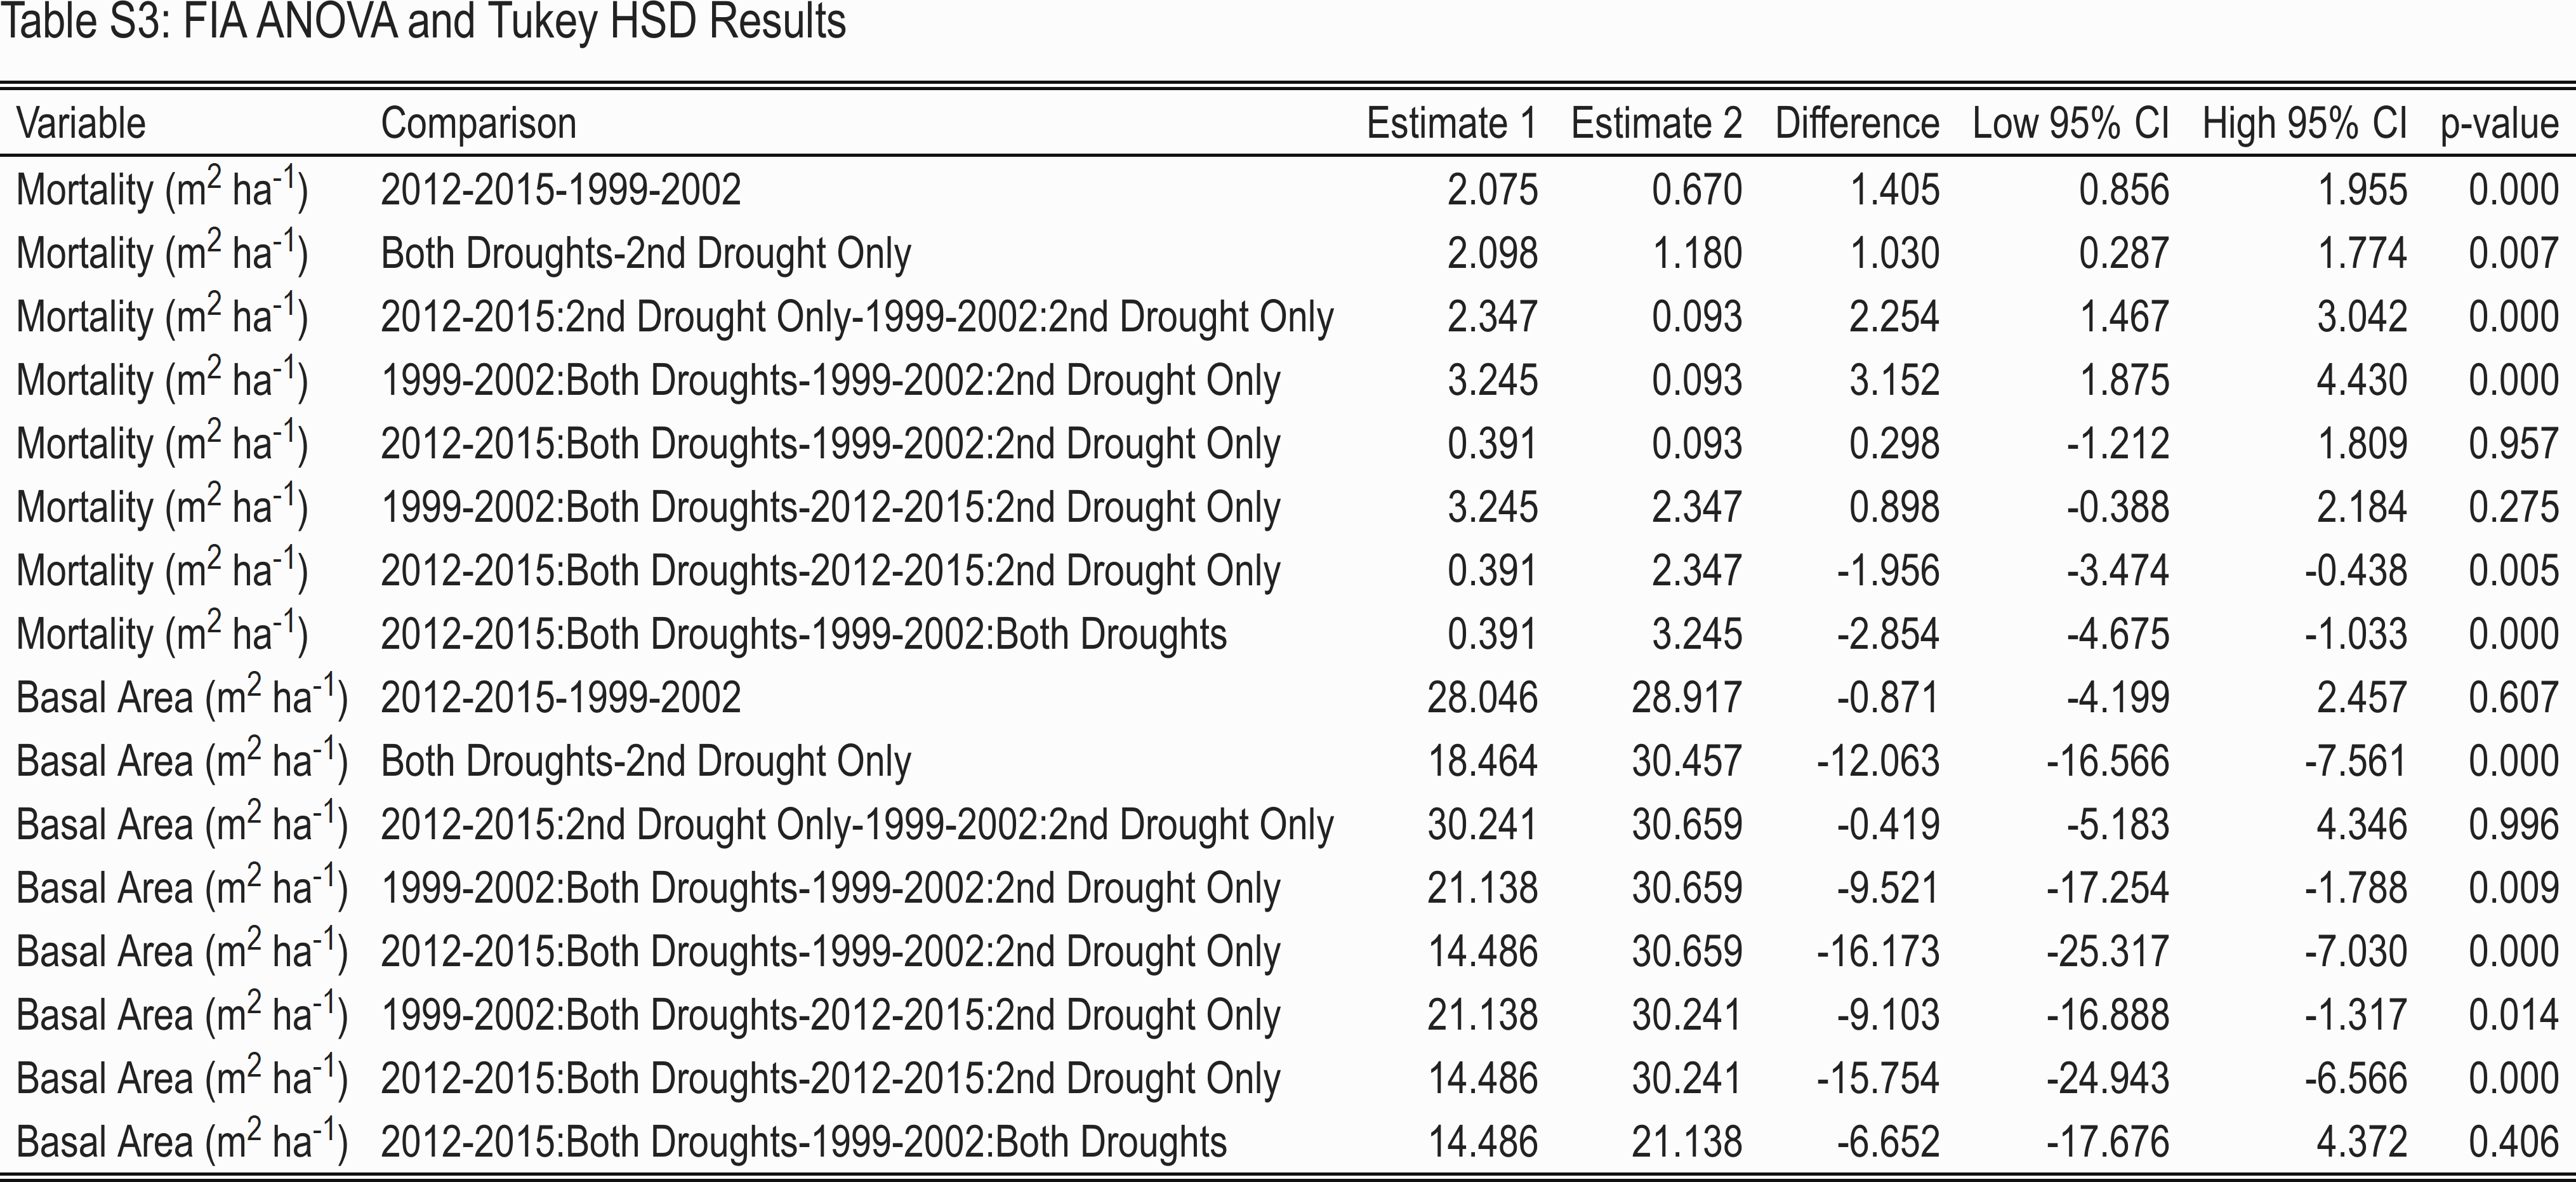 Table S3: FIA ANOVA and Tukey HSD Results
Variable Comparison Estimate 1 Estimate 2 Difference Low 95% CI High 95% CI p-value
Mortality (m² ha⁻¹) 2012-2015-1999-2002 2.075 0.670 1.405 0.856 1.955 0.000
Mortality (m² ha⁻¹) Both Droughts-2nd Drought Only 2.098 1.180 1.030 0.287 1.774 0.007
Mortality (m² ha⁻¹) 2012-2015:2nd Drought Only-1999-2002:2nd Drought Only 2.347 0.093 2.254 1.467 3.042 0.000
Mortality (m² ha⁻¹) 1999-2002:Both Droughts-1999-2002:2nd Drought Only 3.245 0.093 3.152 1.875 4.430 0.000
Mortality (m² ha⁻¹) 2012-2015:Both Droughts-1999-2002:2nd Drought Only 0.391 0.093 0.298 -1.212 1.809 0.957
Mortality (m² ha⁻¹) 1999-2002:Both Droughts-2012-2015:2nd Drought Only 3.245 2.347 0.898 -0.388 2.184 0.275
Mortality (m² ha⁻¹) 2012-2015:Both Droughts-2012-2015:2nd Drought Only 0.391 2.347 -1.956 -3.474 -0.438 0.005
Mortality (m² ha⁻¹) 2012-2015:Both Droughts-1999-2002:Both Droughts 0.391 3.245 -2.854 -4.675 -1.033 0.000
Basal Area (m² ha⁻¹) 2012-2015-1999-2002 28.046 28.917 -0.871 -4.199 2.457 0.607
Basal Area (m² ha⁻¹) Both Droughts-2nd Drought Only 18.464 30.457 -12.063 -16.566 -7.561 0.000
Basal Area (m² ha⁻¹) 2012-2015:2nd Drought Only-1999-2002:2nd Drought Only 30.241 30.659 -0.419 -5.183 4.346 0.996
Basal Area (m² ha⁻¹) 1999-2002:Both Droughts-1999-2002:2nd Drought Only 21.138 30.659 -9.521 -17.254 -1.788 0.009
Basal Area (m² ha⁻¹) 2012-2015:Both Droughts-1999-2002:2nd Drought Only 14.486 30.659 -16.173 -25.317 -7.030 0.000
Basal Area (m² ha⁻¹) 1999-2002:Both Droughts-2012-2015:2nd Drought Only 21.138 30.241 -9.103 -16.888 -1.317 0.014
Basal Area (m² ha⁻¹) 2012-2015:Both Droughts-2012-2015:2nd Drought Only 14.486 30.241 -15.754 -24.943 -6.566 0.000
Basal Area (m² ha⁻¹) 2012-2015:Both Droughts-1999-2002:Both Droughts 14.486 21.138 -6.652 -17.676 4.372 0.406